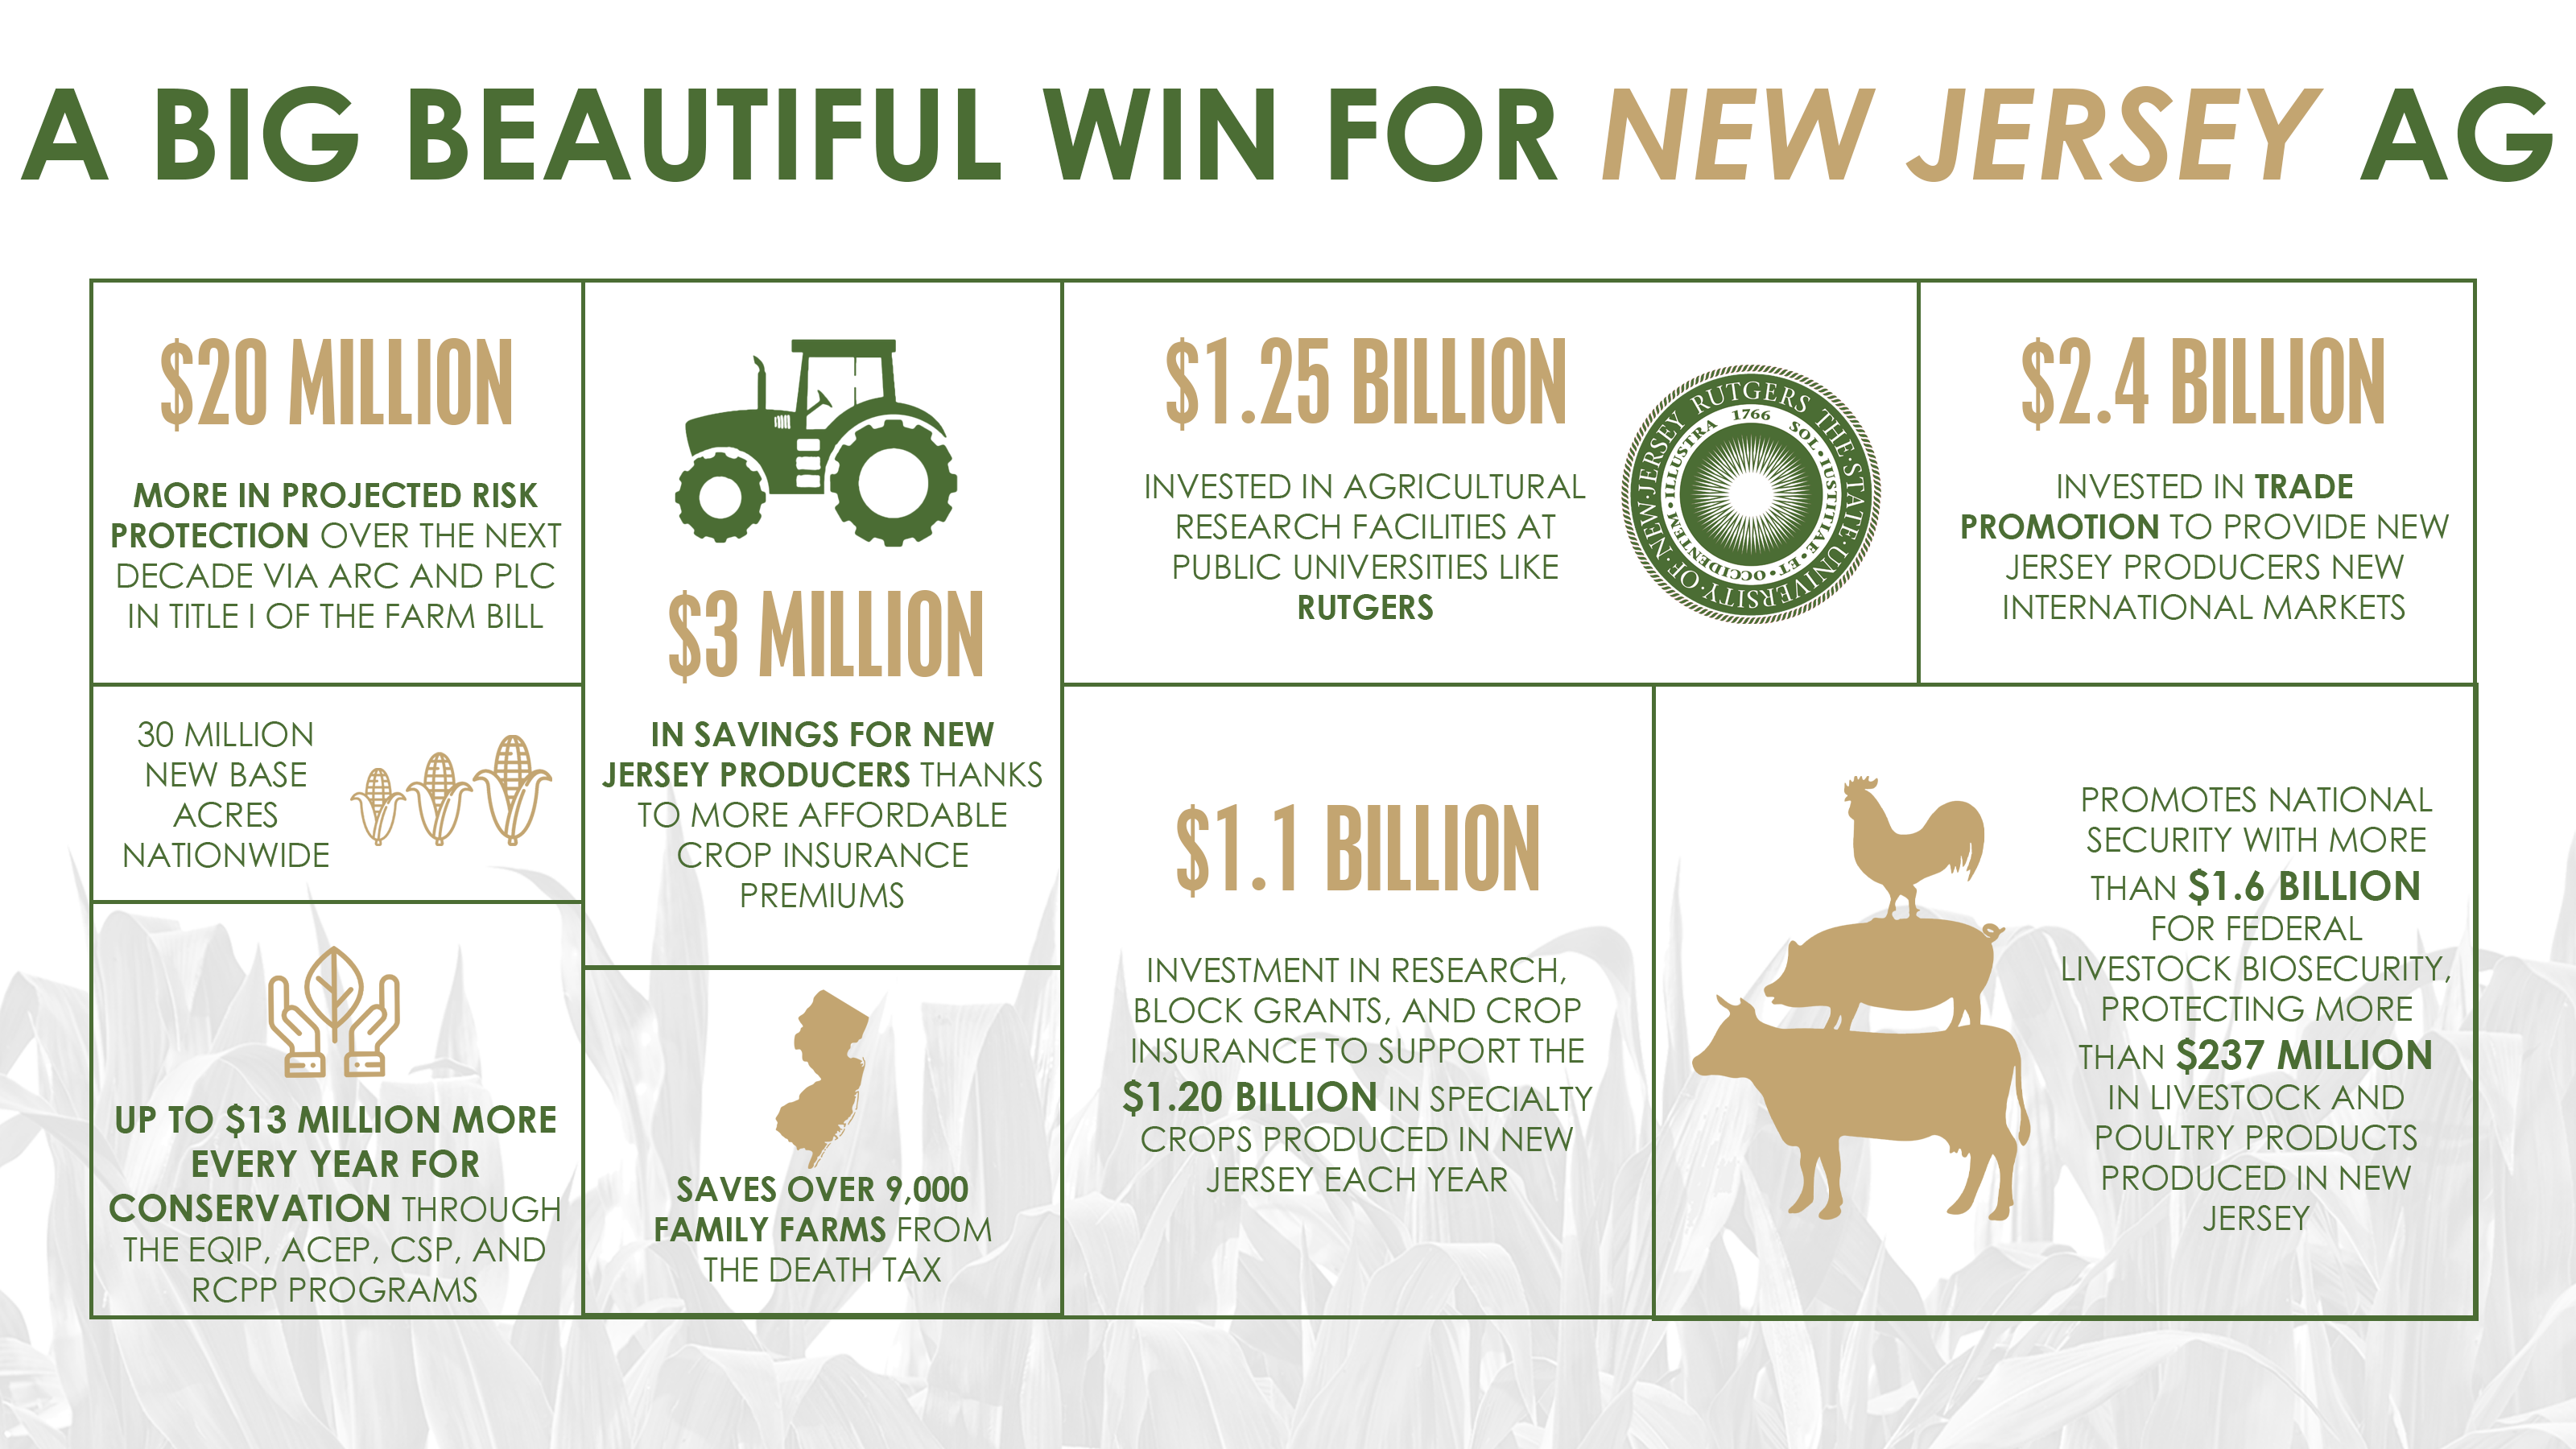 A BIG BEAUTIFUL WIN FOR NEW JERSEY AG
$20 MILLION
MORE IN PROJECTED RISK
PROTECTION OVER THE NEXT
DECADE VIA ARC AND PLC
IN TITLE I OF THE FARM BILL
30 MILLION
NEW BASE
ACRES
NATIONWIDE
UP TO $13 MILLION MORE
EVERY YEAR FOR
CONSERVATION THROUGH
THE EQIP, ACEP, CSP, AND
RCPP PROGRAMS
$3 MILLION
IN SAVINGS FOR NEW
JERSEY PRODUCERS THANKS
TO MORE AFFORDABLE
CROP INSURANCE
PREMIUMS
SAVES OVER 9,000
FAMILY FARMS FROM
THE DEATH TAX
$1.25 BILLION
INVESTED IN AGRICULTURAL
RESEARCH FACILITIES AT
PUBLIC UNIVERSITIES LIKE
RUTGERS
RUTGERS THE·STATE·UNIVERSITY·OF·NEW·JERSEY
1766
SOL·IUSTITIAE·ET·OCCIDENTEM·ILLUSTRA
$2.4 BILLION
INVESTED IN TRADE
PROMOTION TO PROVIDE NEW
JERSEY PRODUCERS NEW
INTERNATIONAL MARKETS
$1.1 BILLION
INVESTMENT IN RESEARCH,
BLOCK GRANTS, AND CROP
INSURANCE TO SUPPORT THE
$1.20 BILLION IN SPECIALTY
CROPS PRODUCED IN NEW
JERSEY EACH YEAR
PROMOTES NATIONAL
SECURITY WITH MORE
THAN $1.6 BILLION
FOR FEDERAL
LIVESTOCK BIOSECURITY,
PROTECTING MORE
THAN $237 MILLION
IN LIVESTOCK AND
POULTRY PRODUCTS
PRODUCED IN NEW
JERSEY